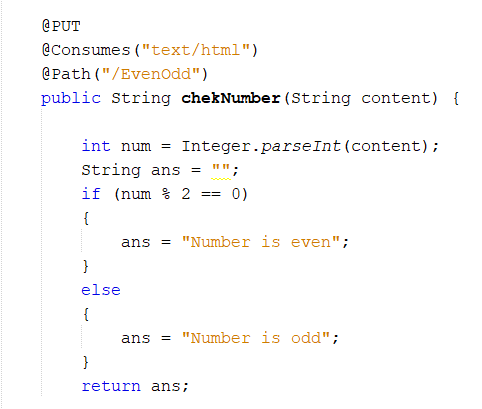 @PUT
@Consumes("text/html")
@Path("/EvenOdd")
public String chekNumber(String content) {
int num = Integer.parseInt(content);
String ans = "";
if (num % 2 == 0)
{
ans = "Number is even";
}
else
{
ans = "Number is odd";
}
return ans;